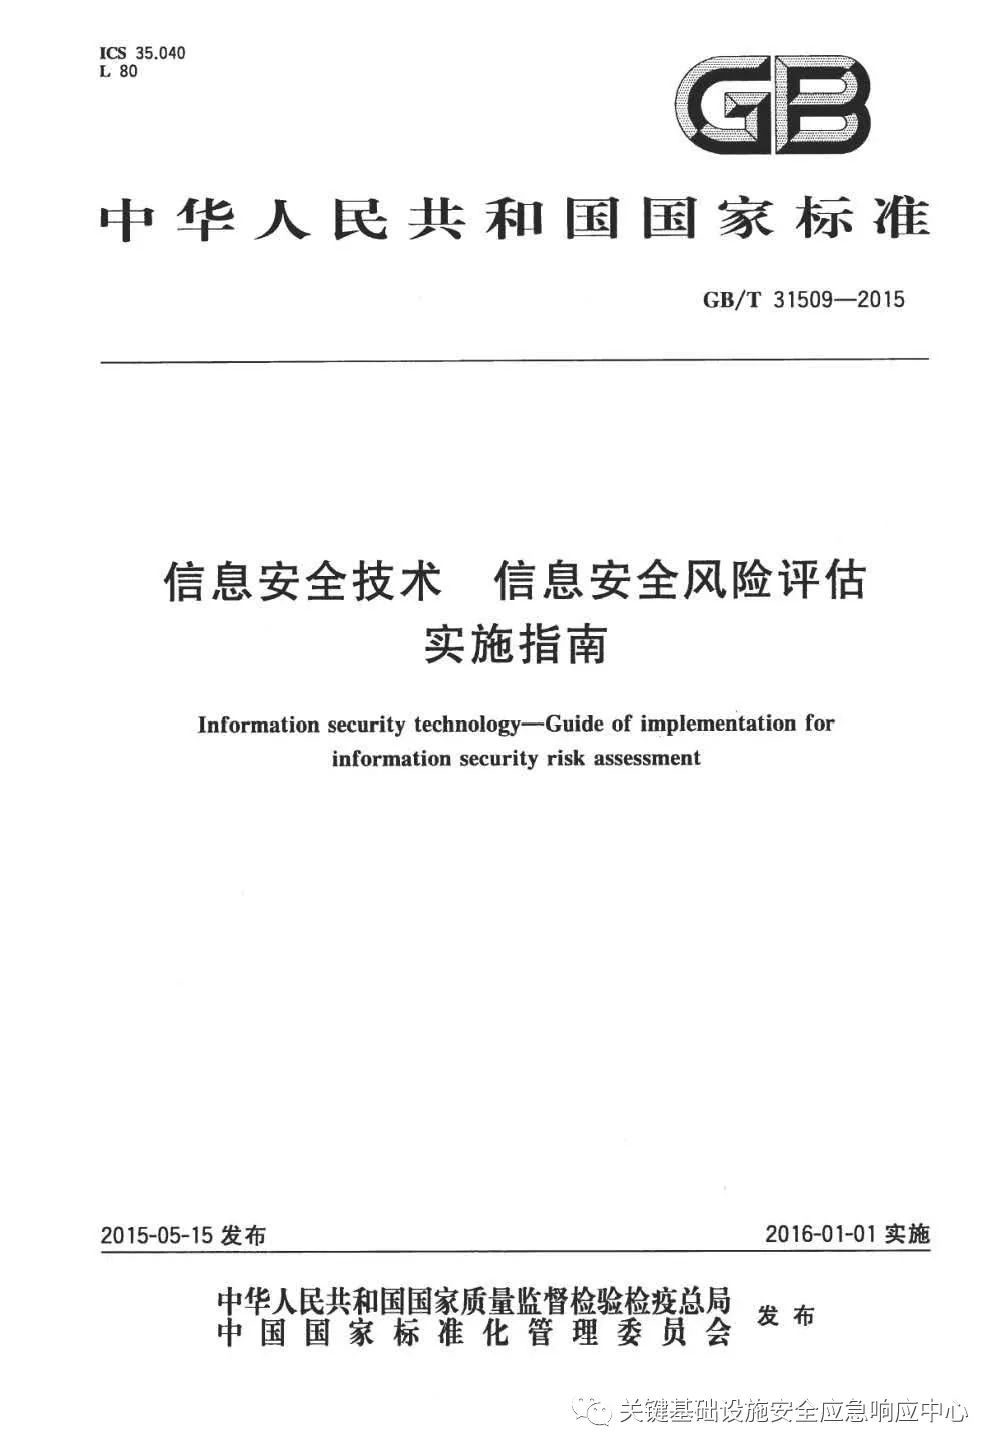 ICS 35.040
L 80
GB
中华人民共和国国家标准
GB/T 31509—2015
信息安全技术 信息安全风险评估
实施指南
Information security technology—Guide of implementation for
information security risk assessment
2015-05-15 发布
2016-01-01 实施
中华人民共和国国家质量监督检验检疫总局
中国国家标准化管理委员会
发布
关键基础设施安全应急响应中心